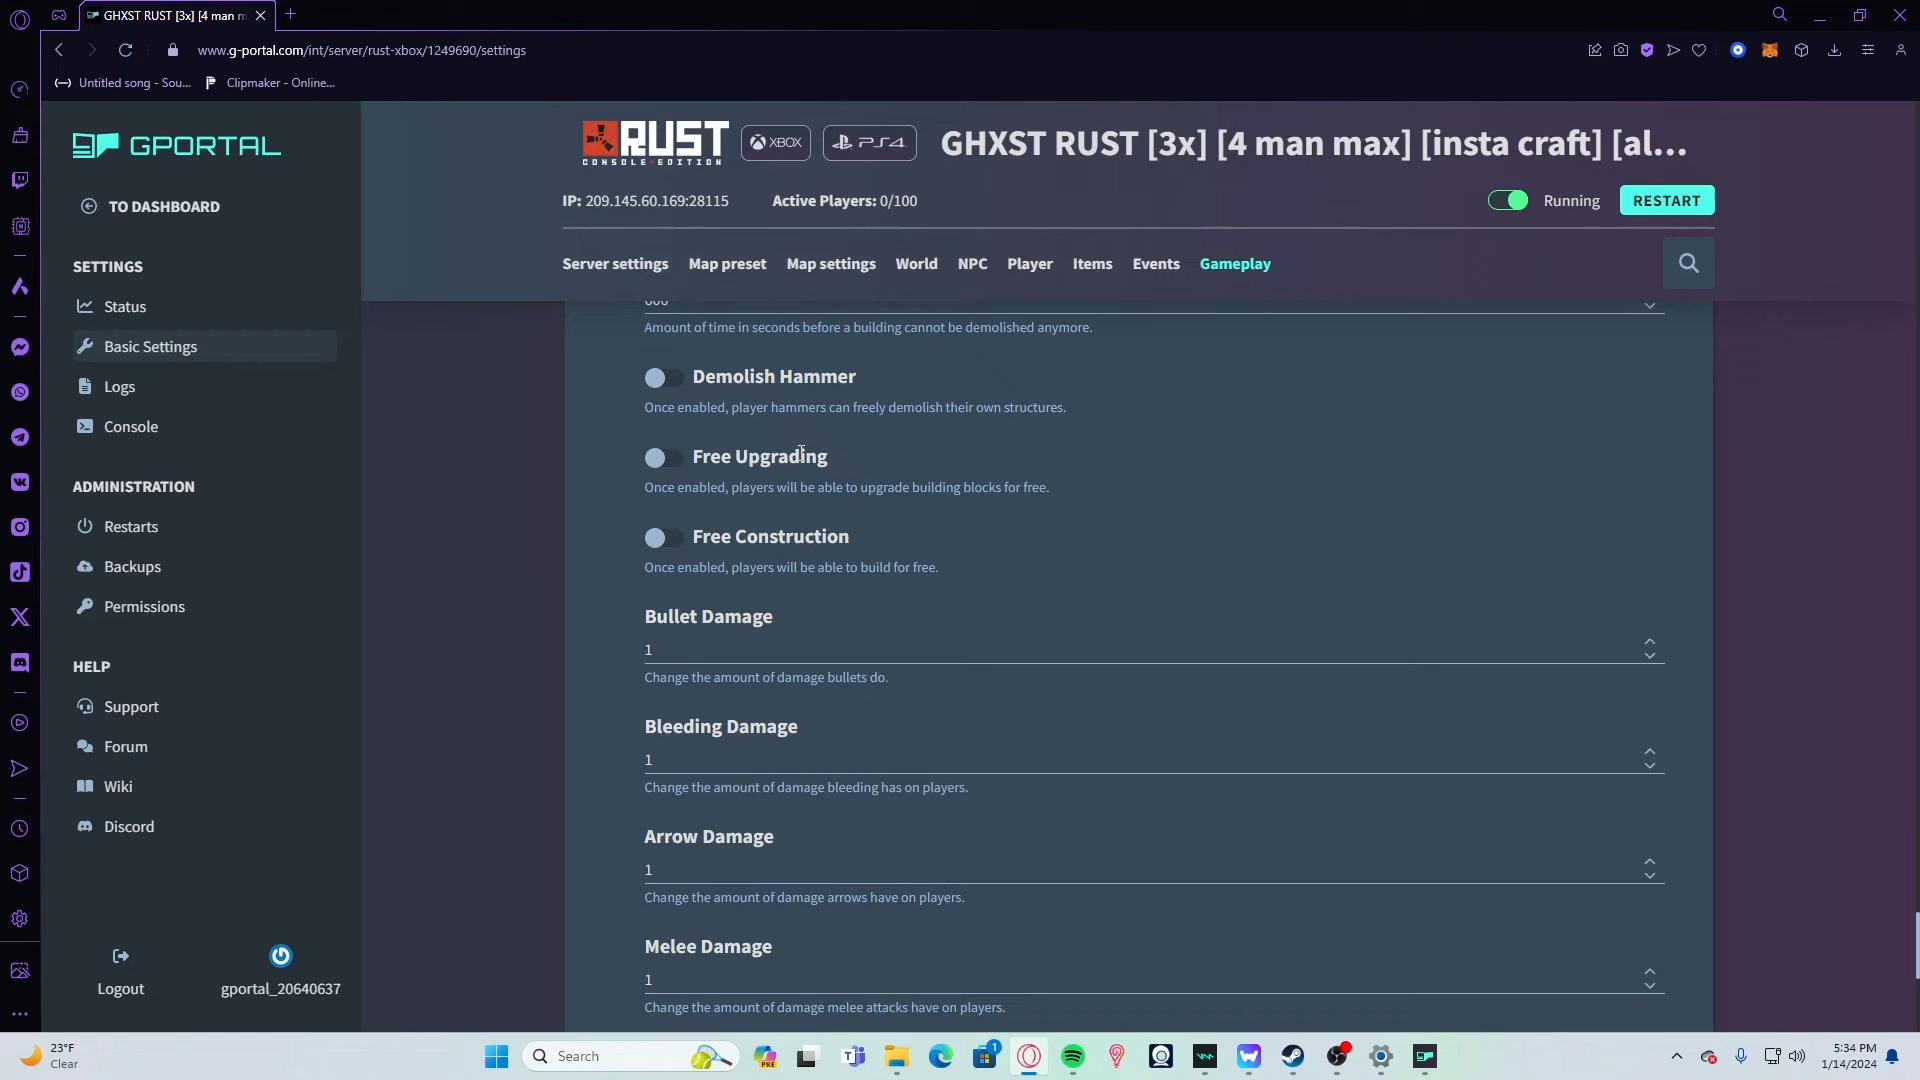 GHXST RUST [3x] [4 man m
www.g-portal.com/int/server/rust-xbox/1249690/settings
Untitled song - Sou...
Clipmaker - Online...
GPORTAL
TO DASHBOARD
SETTINGS
Status
Basic Settings
Logs
Console
ADMINISTRATION
Restarts
Backups
Permissions
HELP
Support
Forum
Wiki
Discord
Logout
gportal_20640637
RUST
CONSOLE EDITION
XBOX
PS4
GHXST RUST [3x] [4 man max] [insta craft] [al...
IP: 209.145.60.169:28115
Active Players: 0/100
Running
RESTART
Server settings
Map preset
Map settings
World
NPC
Player
Items
Events
Gameplay
600
Amount of time in seconds before a building cannot be demolished anymore.
Demolish Hammer
Once enabled, player hammers can freely demolish their own structures.
Free Upgrading
Once enabled, players will be able to upgrade building blocks for free.
Free Construction
Once enabled, players will be able to build for free.
Bullet Damage
1
Change the amount of damage bullets do.
Bleeding Damage
1
Change the amount of damage bleeding has on players.
Arrow Damage
1
Change the amount of damage arrows have on players.
Melee Damage
1
Change the amount of damage melee attacks have on players.
23°F
Clear
Search
PRE
1
5:34 PM
1/14/2024